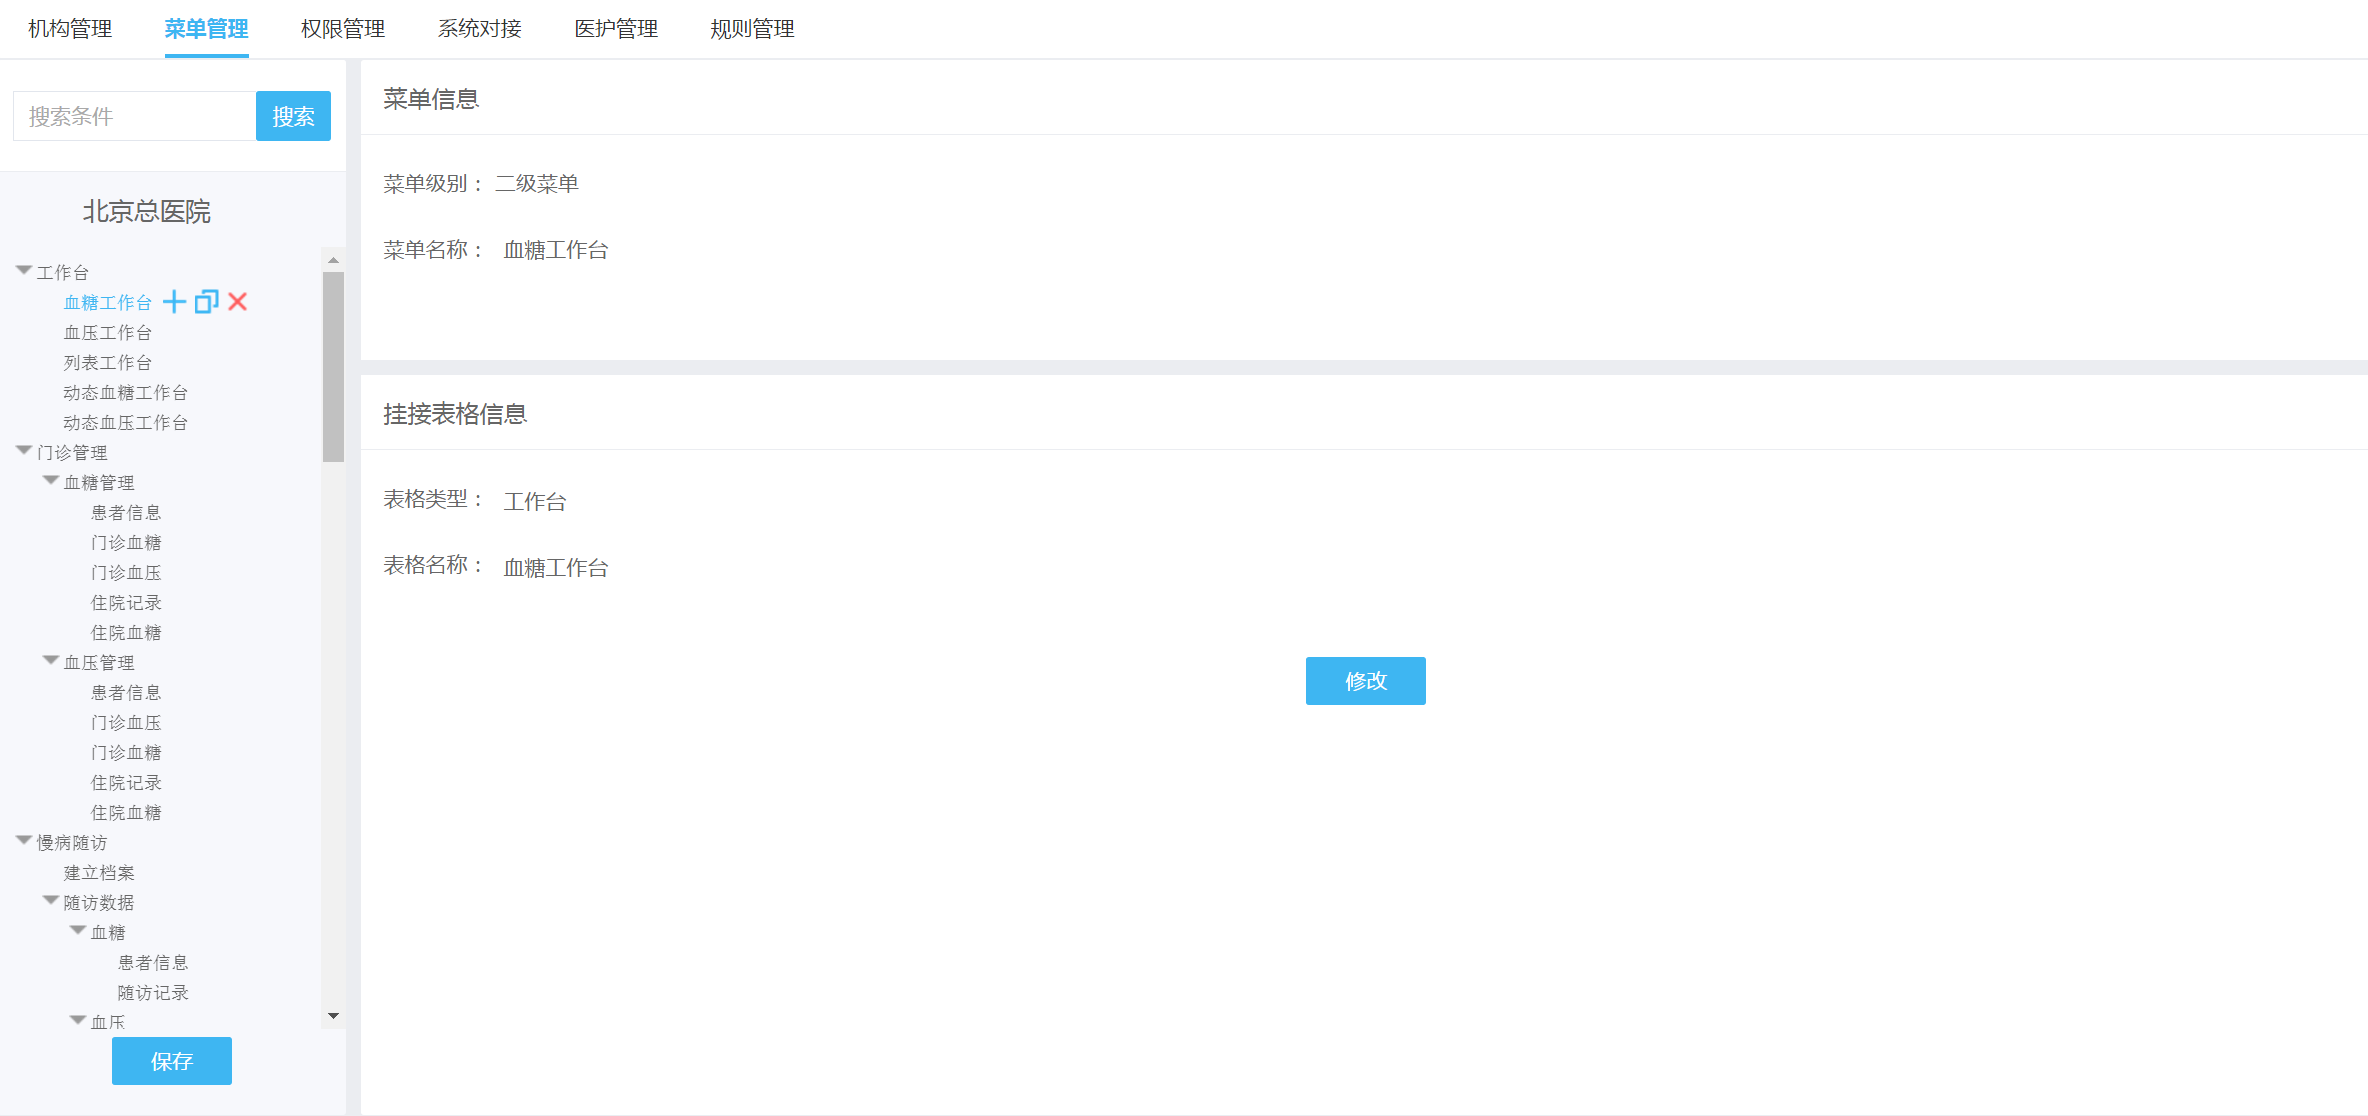 机构管理 菜单管理 权限管理 系统对接 医护管理 规则管理
搜索条件 搜索
北京总医院
工作台
血糖工作台
血压工作台
列表工作台
动态血糖工作台
动态血压工作台
门诊管理
血糖管理
患者信息
门诊血糖
门诊血压
住院记录
住院血糖
血压管理
患者信息
门诊血压
门诊血糖
住院记录
住院血糖
慢病随访
建立档案
随访数据
血糖
患者信息
随访记录
血压
保存
菜单信息
菜单级别： 二级菜单
菜单名称： 血糖工作台
挂接表格信息
表格类型： 工作台
表格名称： 血糖工作台
修改